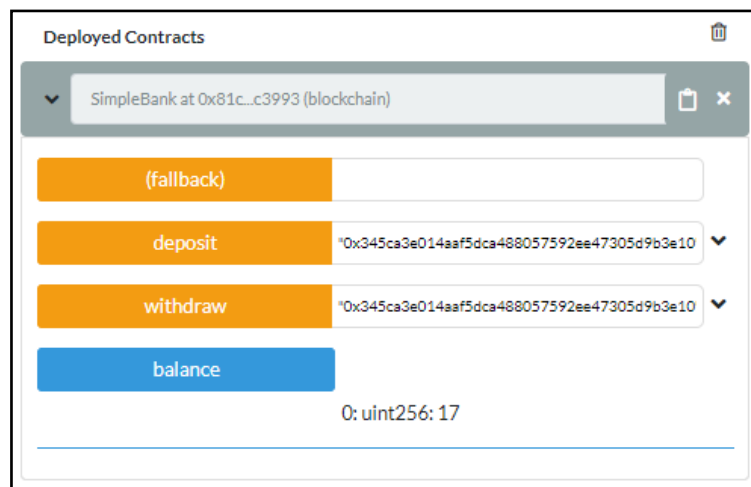 Deployed Contracts
SimpleBank at 0x81c...c3993 (blockchain)
(fallback)
deposit "0x345ca3e014aaf5dca488057592ee47305d9b3e10
withdraw "0x345ca3e014aaf5dca488057592ee47305d9b3e10
balance
0: uint256: 17